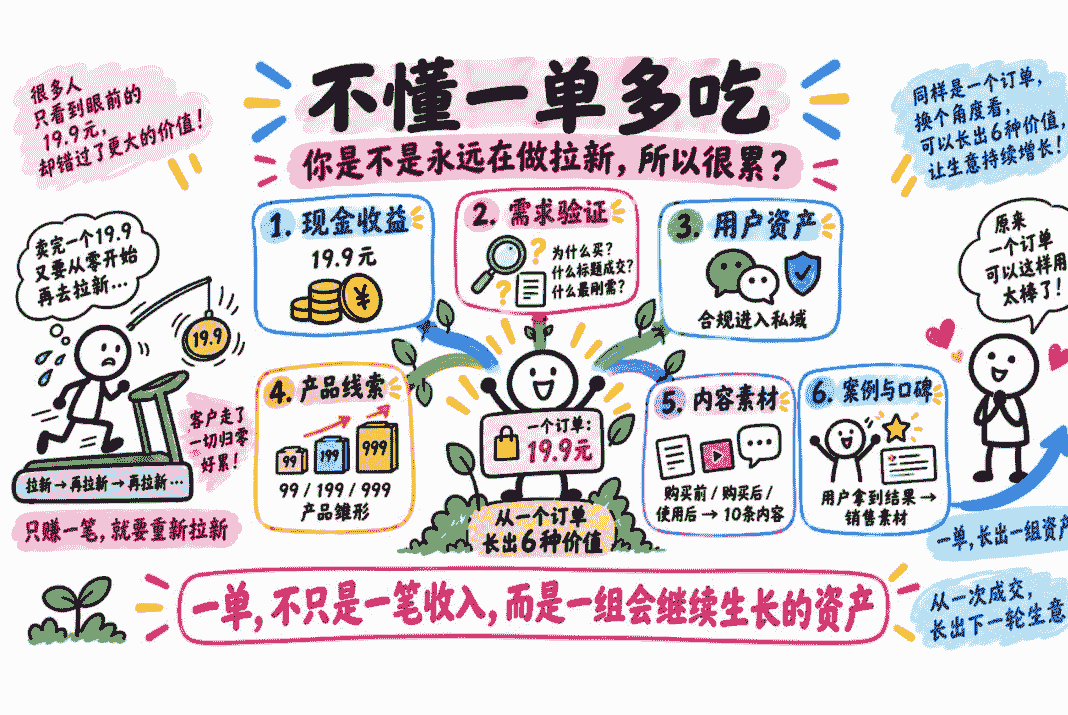 很多人
只看到眼前的
19.9元，
却错过了更大的价值！
不懂一单多吃
你是不是永远在做拉新，所以很累？
同样是一个订单，
换个角度看，
可以长出6种价值，
让生意持续增长！
卖完一个19.9
又要从零开始
再去拉新…
19.9
客户走了
一切归零
好累！
拉新→再拉新→再拉新…
只赚一笔，就要重新拉新
1. 现金收益
19.9元
¥
2. 需求验证
?
?
为什么买？
什么标题成交？
什么最刚需？
3. 用户资产
合规进入私域
4. 产品线索
99
199
999
99 / 199 / 999
产品雏形
一个订单：
19.9元
从一个订单
长出6种价值
5. 内容素材
购买前 / 购买后 /
使用后 → 10条内容
6. 案例与口碑
用户拿到结果 →
销售素材
原来
一个订单
可以这样用
太棒了！
一单，长出一组资产
从一次成交，
长出下一轮生意
一单，不只是一笔收入，而是一组会继续生长的资产